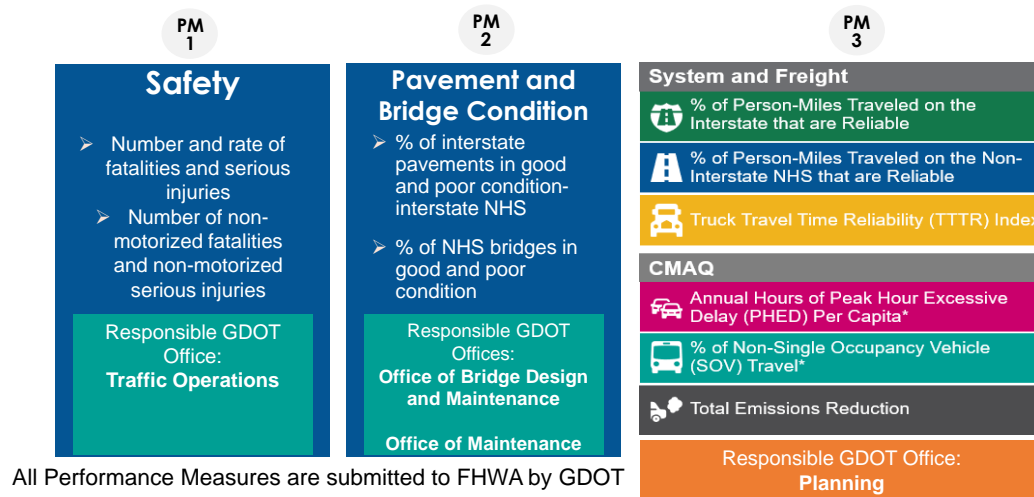 PM
1
Safety
Number and rate of
fatalities and serious
injuries
Number of non-
motorized fatalities
and non-motorized
serious injuries
Responsible GDOT
Office:
Traffic Operations
PM
2
Pavement and
Bridge Condition
% of interstate
pavements in good
and poor condition-
interstate NHS
% of NHS bridges in
good and poor
condition
Responsible GDOT
Offices:
Office of Bridge Design
and Maintenance
Office of Maintenance
PM
3
System and Freight
% of Person-Miles Traveled on the
Interstate that are Reliable
% of Person-Miles Traveled on the Non-
Interstate NHS that are Reliable
Truck Travel Time Reliability (TTTR) Index
CMAQ
Annual Hours of Peak Hour Excessive
Delay (PHED) Per Capita*
% of Non-Single Occupancy Vehicle
(SOV) Travel*
Total Emissions Reduction
Responsible GDOT Office:
Planning
All Performance Measures are submitted to FHWA by GDOT